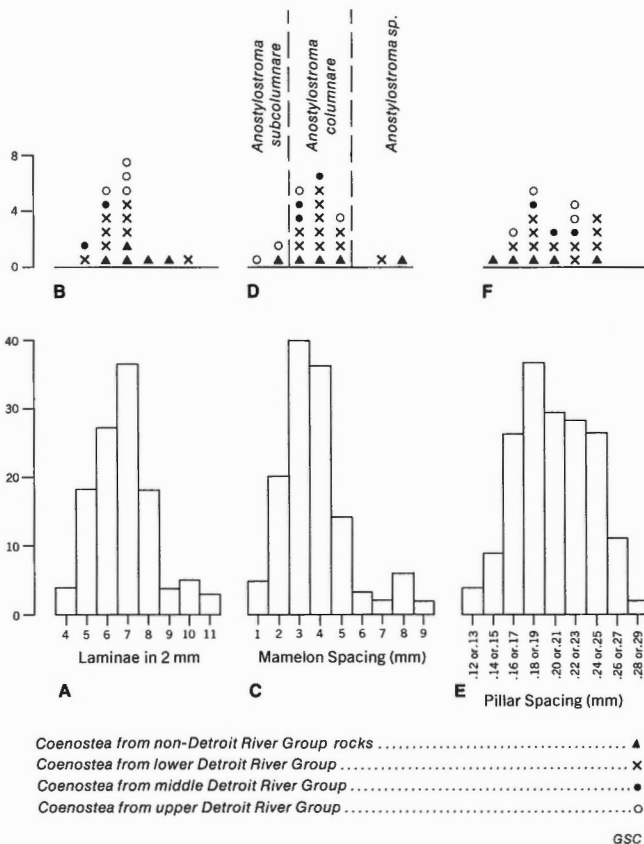 Anostylostroma
subcolumnare
Anostylostroma
columnare
Anostylostroma sp.
8
4
0
B
D
F
40
30
20
10
0
4 5 6 7 8 9 10 11
1 2 3 4 5 6 7 8 9
.12 or .13
.14 or .15
.16 or .17
.18 or .19
.20 or .21
.22 or .23
.24 or .25
.26 or .27
.28 or .29
Laminae in 2 mm
Mamelon Spacing (mm)
Pillar Spacing (mm)
A
C
E
Coenostea from non-Detroit River Group rocks ........................................ ▲
Coenostea from lower Detroit River Group ........................................ ×
Coenostea from middle Detroit River Group ........................................ ●
Coenostea from upper Detroit River Group ........................................ ○
GSC